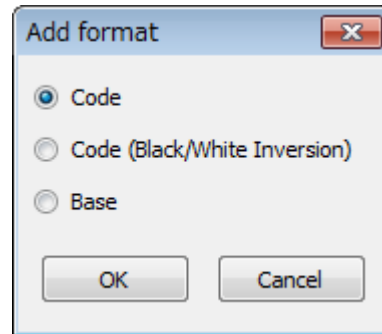 Add format
Code
Code (Black/White Inversion)
Base
OK
Cancel